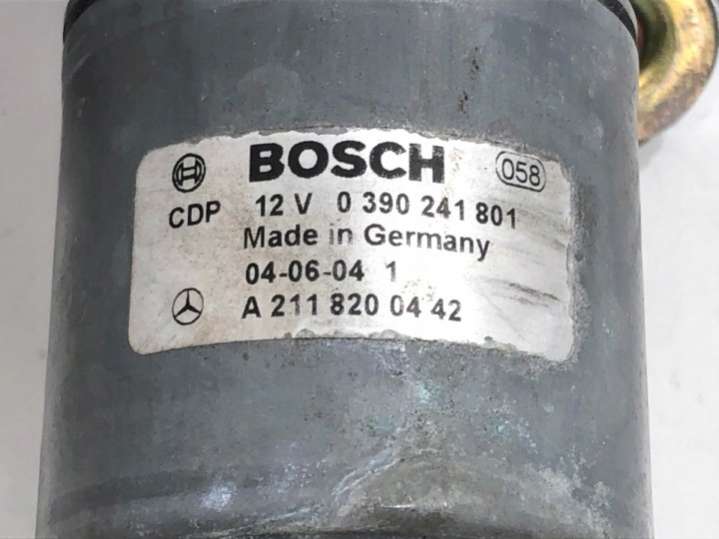 BOSCH 058
CDP 12 V 0 390 241 801
Made in Germany
04-06-04 1
A 211 820 04 42